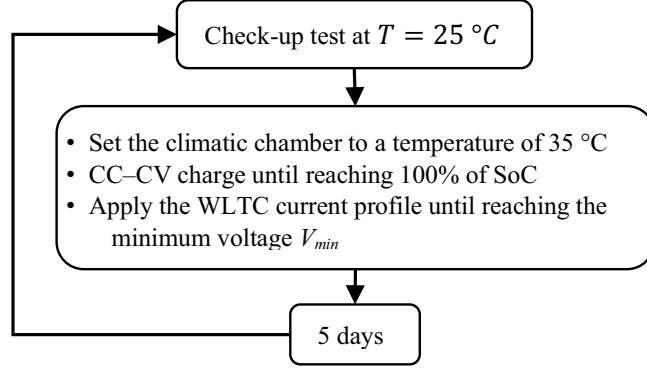 Check-up test at T = 25 °C
• Set the climatic chamber to a temperature of 35 °C
• CC–CV charge until reaching 100% of SoC
• Apply the WLTC current profile until reaching the
minimum voltage Vmin
5 days